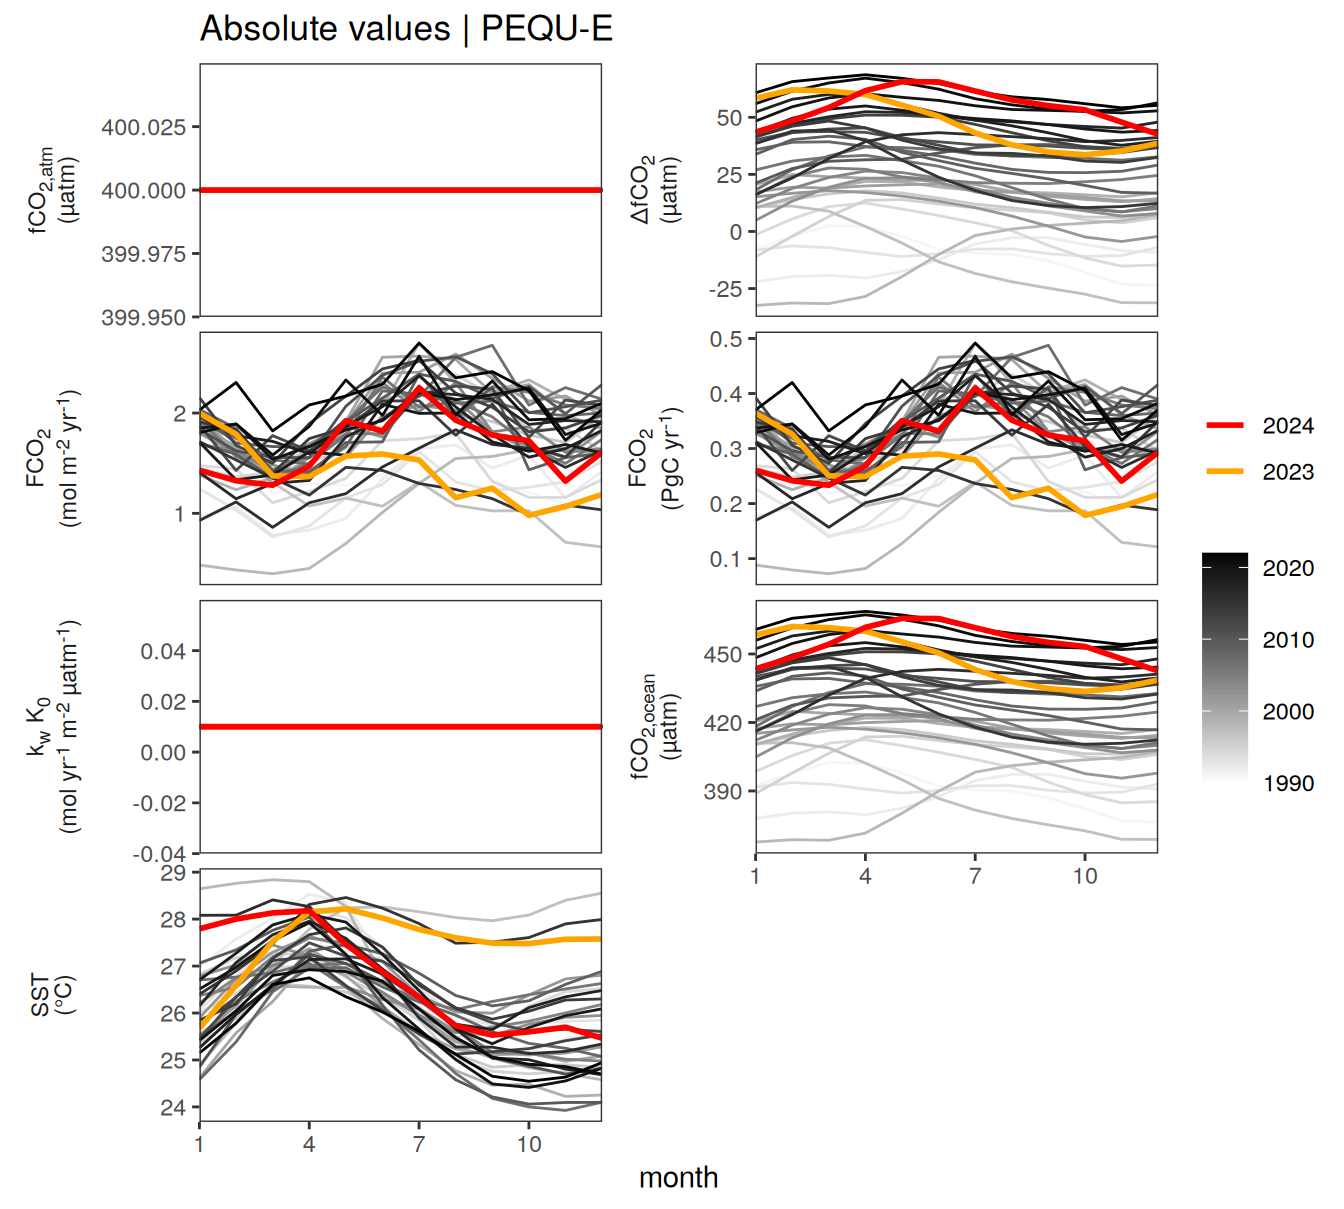 Absolute values | PEQU-E
fCO2,atm
(µatm)
400.025
400.000
399.975
399.950
ΔfCO2
(µatm)
50
25
0
-25
FCO2
(mol m-2 yr-1)
2
1
FCO2
(PgC yr-1)
0.5
0.4
0.3
0.2
0.1
kw K0
(mol yr-1 m-2 µatm-1)
0.04
0.02
0.00
-0.02
-0.04
fCO2,ocean
(µatm)
450
420
390
1 4 7 10
SST
(°C)
29
28
27
26
25
24
1 4 7 10
month
2024
2023
2020
2010
2000
1990